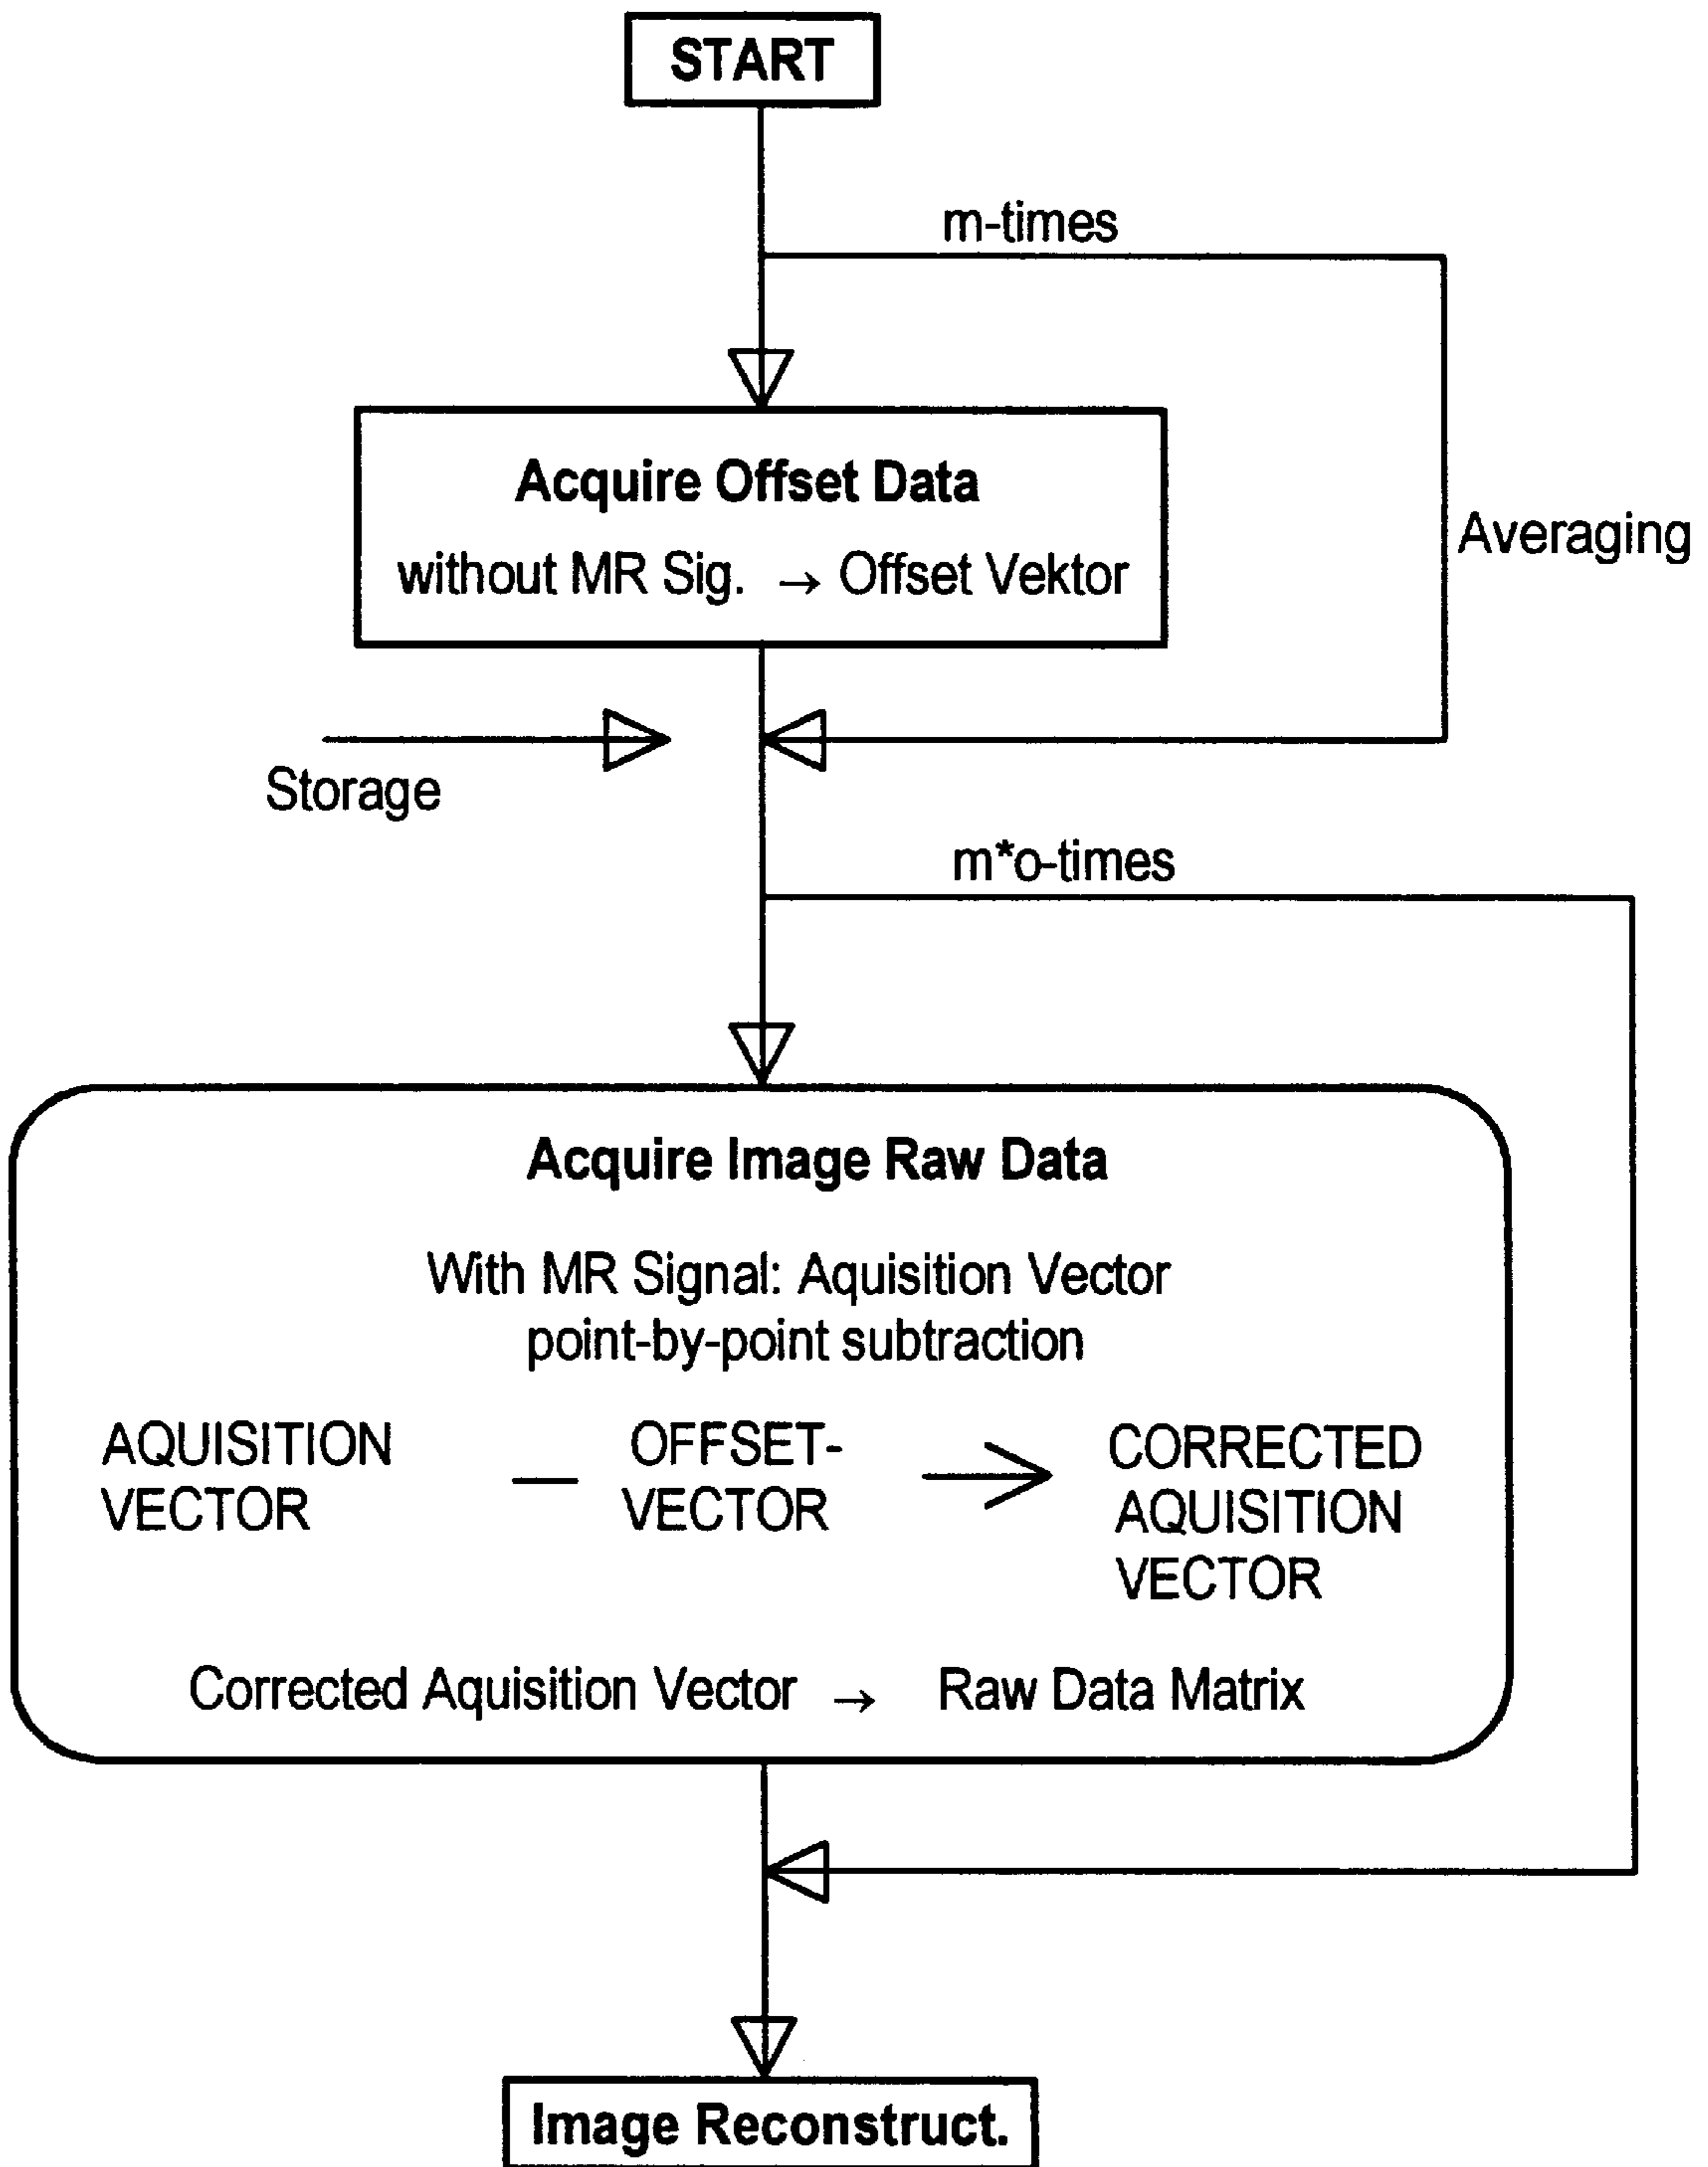 START
m-times
Acquire Offset Data
without MR Sig. → Offset Vektor
Averaging
Storage
m*o-times
Acquire Image Raw Data
With MR Signal: Aquisition Vector
point-by-point subtraction
AQUISITION
VECTOR
—
OFFSET-
VECTOR
CORRECTED
AQUISITION
VECTOR
Corrected Aquisition Vector → Raw Data Matrix
Image Reconstruct.